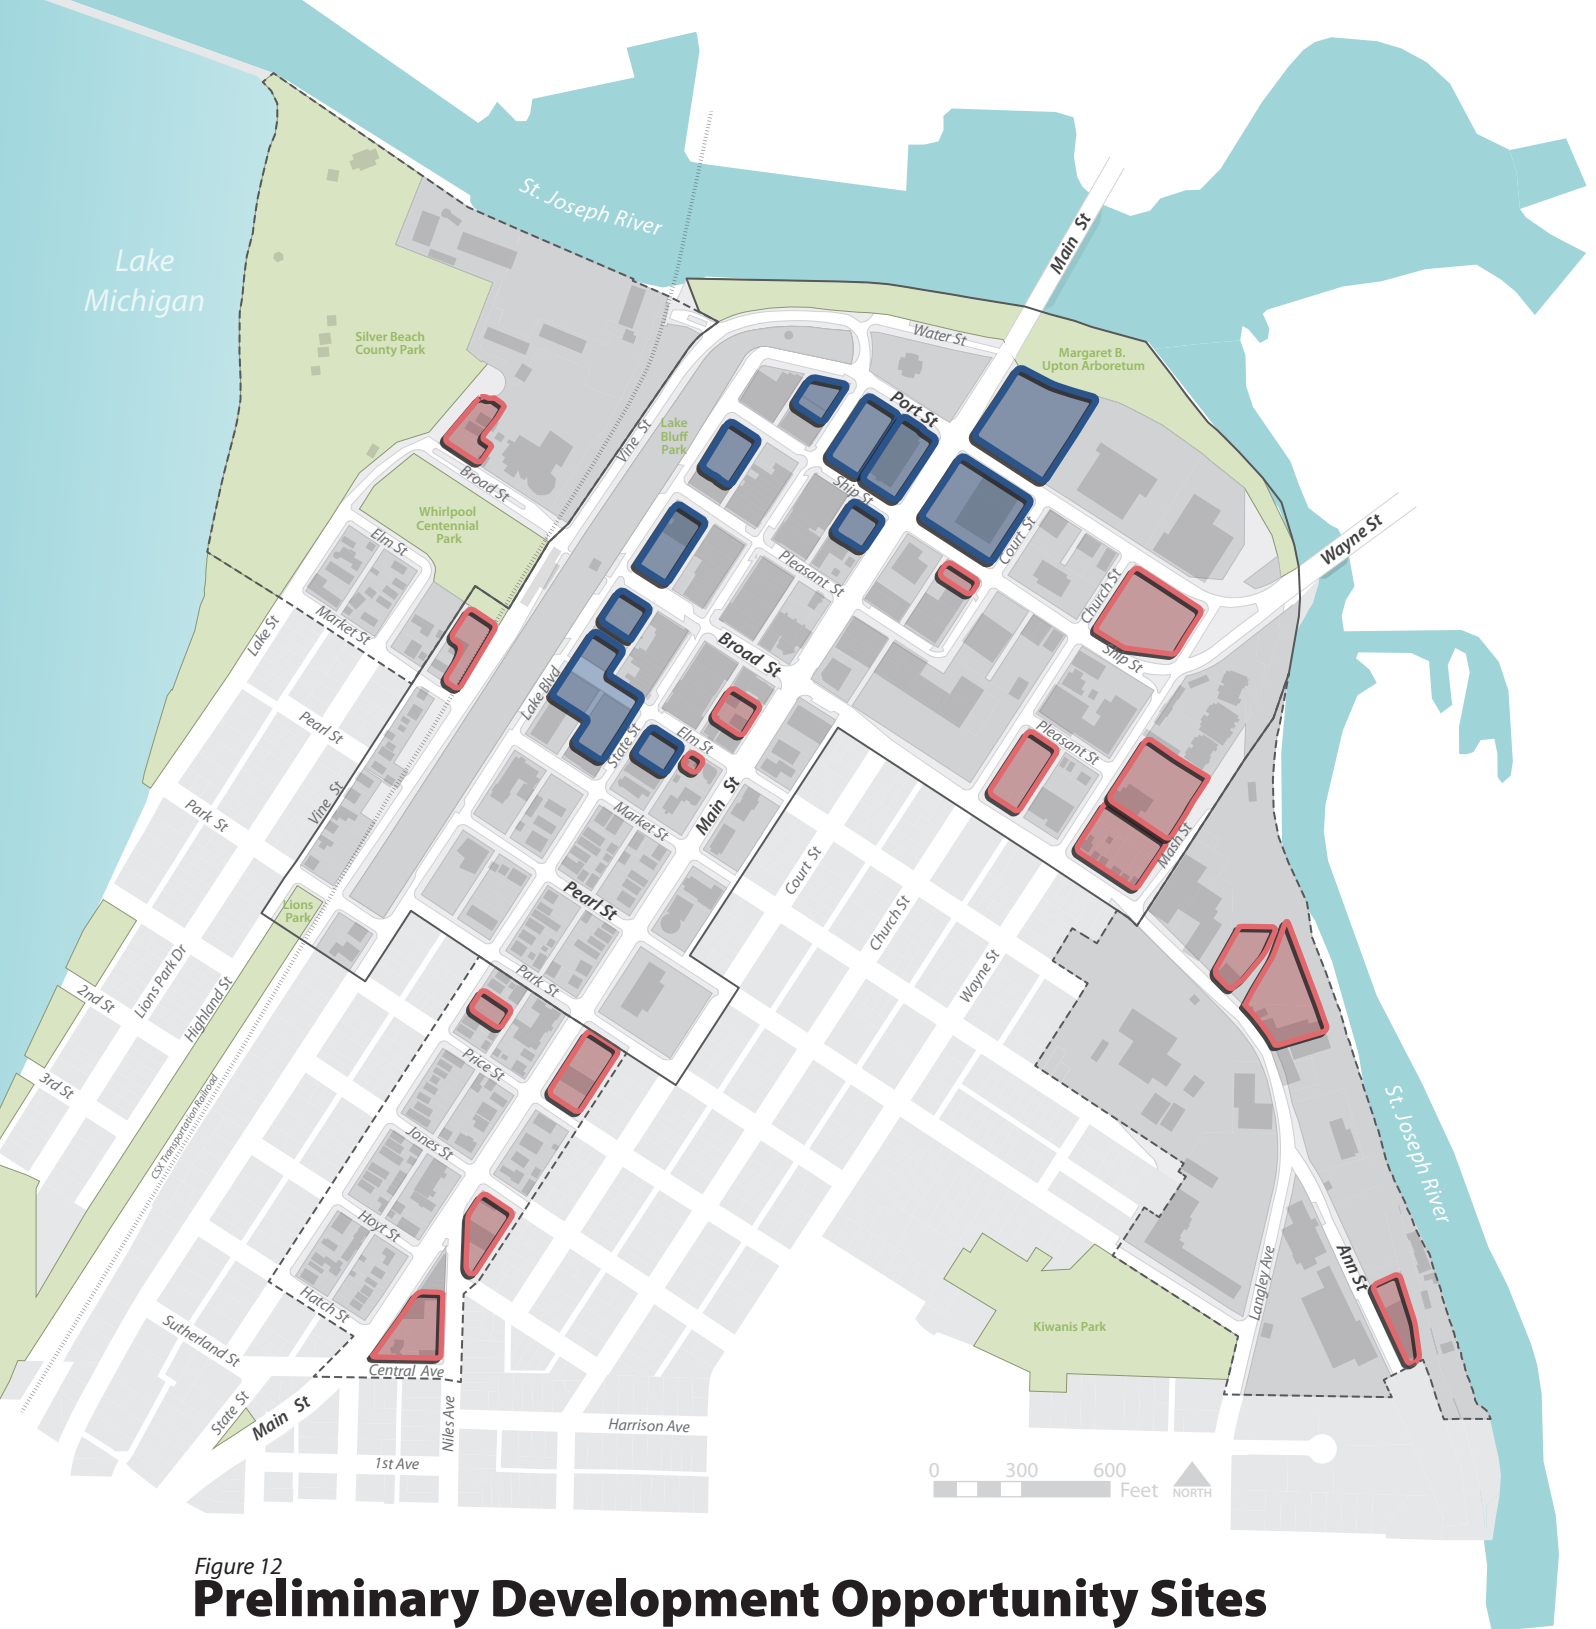 St. Joseph River
Main St
Lake
Michigan
Silver Beach
County Park
Water St
Margaret B.
Upton Arboretum
Port St
Lake
Bluff
Park
Vine St
Broad St
Ship St
Whirlpool
Centennial
Park
Wayne St
Elm St
Court St
Pleasant St
Church St
Market St
Lake St
Broad St
Ship St
Lake Blvd
State St
Elm St
Pleasant St
Pearl St
Main St
Vine St
Park St
Market St
Mash St
Court St
Pearl St
Lions
Park
Church St
Wayne St
Lions Park Dr
Park St
2nd St
Highland St
3rd St
Price St
CSX Transportation Railroad
Jones St
St. Joseph River
Hoyt St
Langley Ave
Ann St
Hatch St
Kiwanis Park
Sutherland St
Central Ave
State St
Main St
Niles Ave
Harrison Ave
1st Ave
0 300 600
Feet
NORTH
Figure 12
Preliminary Development Opportunity Sites